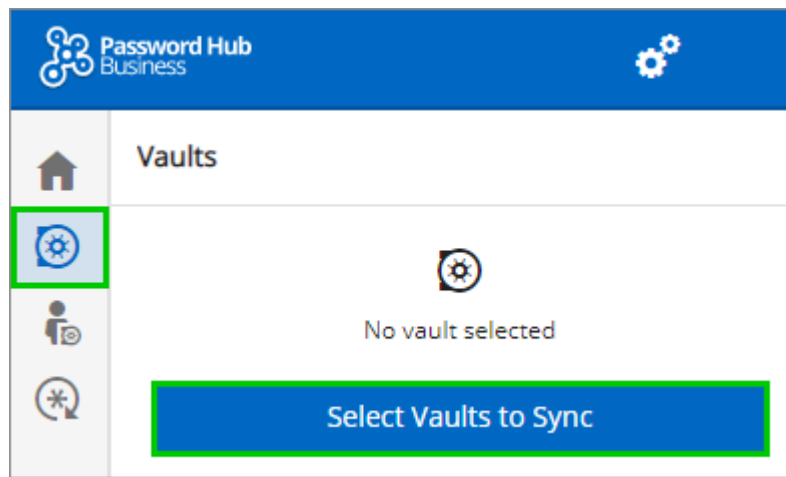 Password Hub
Business
Vaults
No vault selected
Select Vaults to Sync